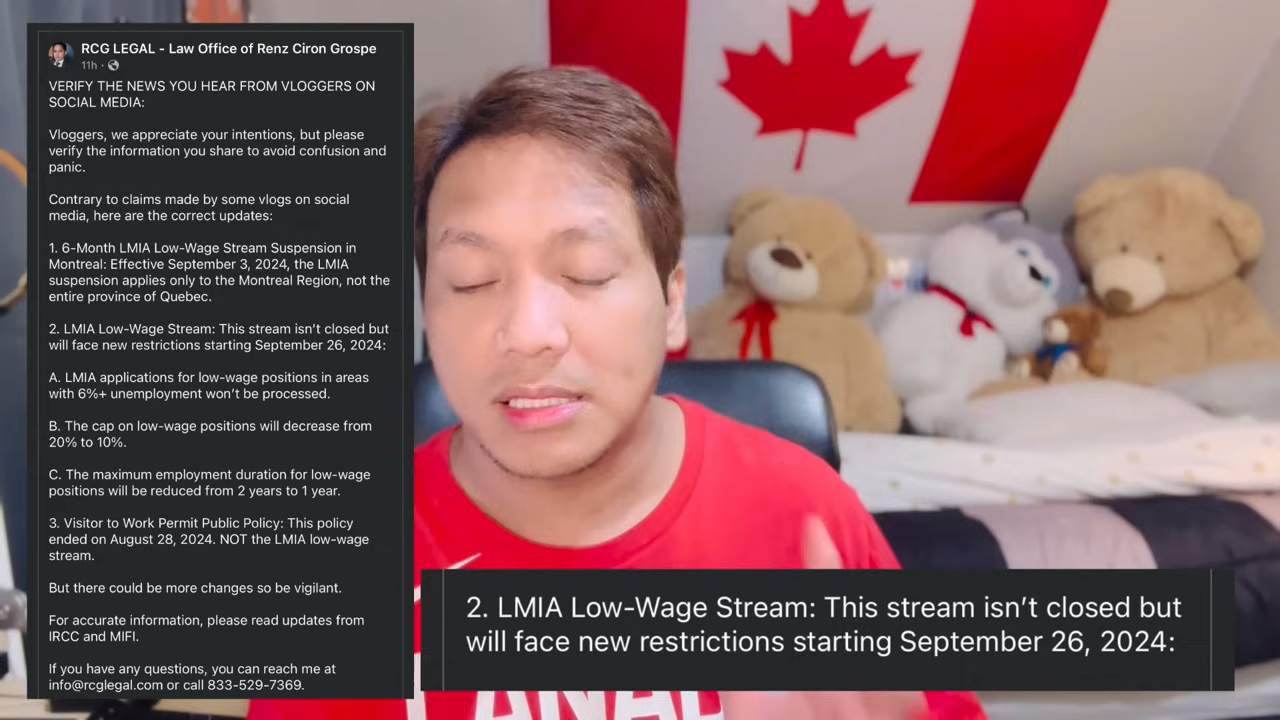 RCG LEGAL - Law Office of Renz Ciron Grospe
11h ·
VERIFY THE NEWS YOU HEAR FROM VLOGGERS ON
SOCIAL MEDIA:
Vloggers, we appreciate your intentions, but please
verify the information you share to avoid confusion and
panic.
Contrary to claims made by some vlogs on social
media, here are the correct updates:
1. 6-Month LMIA Low-Wage Stream Suspension in
Montreal: Effective September 3, 2024, the LMIA
suspension applies only to the Montreal Region, not the
entire province of Quebec.
2. LMIA Low-Wage Stream: This stream isn't closed but
will face new restrictions starting September 26, 2024:
A. LMIA applications for low-wage positions in areas
with 6%+ unemployment won't be processed.
B. The cap on low-wage positions will decrease from
20% to 10%.
C. The maximum employment duration for low-wage
positions will be reduced from 2 years to 1 year.
3. Visitor to Work Permit Public Policy: This policy
ended on August 28, 2024. NOT the LMIA low-wage
stream.
But there could be more changes so be vigilant.
For accurate information, please read updates from
IRCC and MIFI.
If you have any questions, you can reach me at
info@rcglegal.com or call 833-529-7369.
2. LMIA Low-Wage Stream: This stream isn't closed but
will face new restrictions starting September 26, 2024: